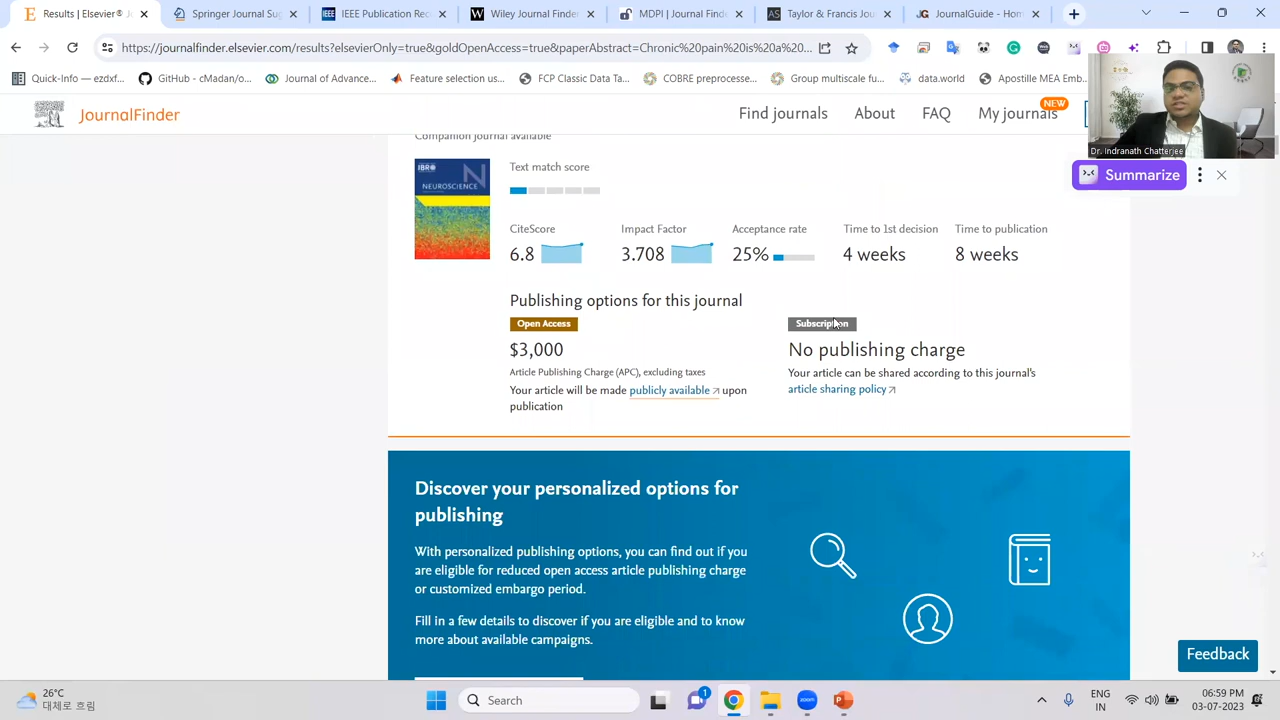 Results | Elsevier® J
Springer Journal Sug
IEEE Publication Rec
Wiley Journal Finder
MDPI | Journal Finde
Taylor & Francis Jou
JournalGuide - Hom
https://journalfinder.elsevier.com/results?elsevierOnly=true&goldOpenAccess=true&paperAbstract=Chronic%20pain%20is%20a%20...
Quick-Info — ezdxf...
GitHub - cMadan/o...
Journal of Advance...
Feature selection us...
FCP Classic Data Ta...
COBRE preprocesse...
Group multiscale fu...
data.world
Apostille MEA Emb...
JournalFinder
Find journals
About
FAQ
My journals
NEW
Dr. Indranath Chatterjee
Summarize
Companion journal available
IBRO
NEUROSCIENCE
Text match score
CiteScore
Impact Factor
Acceptance rate
Time to 1st decision
Time to publication
6.8
3.708
25%
4 weeks
8 weeks
Publishing options for this journal
Open Access
Subscription
$3,000
No publishing charge
Article Publishing Charge (APC), excluding taxes
Your article can be shared according to this journal's
article sharing policy
Your article will be made publicly available upon
publication
Discover your personalized options for
publishing
With personalized publishing options, you can find out if you
are eligible for reduced open access article publishing charge
or customized embargo period.
Fill in a few details to discover if you are eligible and to know
more about available campaigns.
Feedback
26°C
대체로 흐림
Search
1
zoom
ENG
IN
06:59 PM
03-07-2023